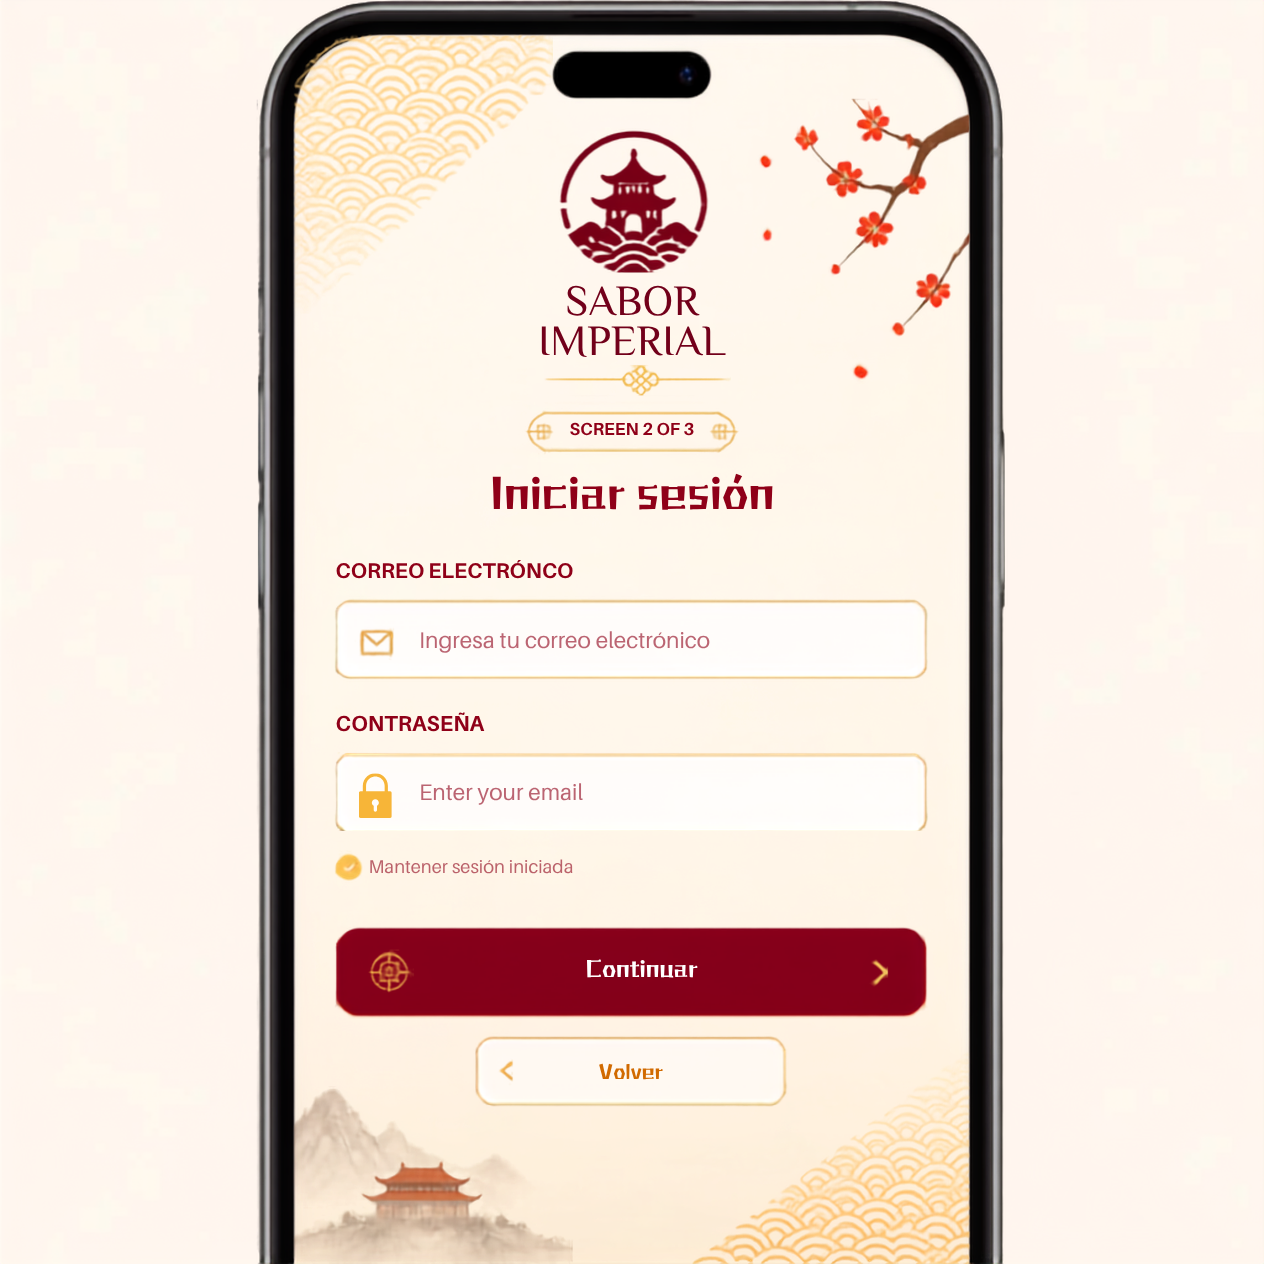 SABOR
IMPERIAL
SCREEN 2 OF 3
Iniciar sesión
CORREO ELECTRÓNCO
Ingresa tu correo electrónico
CONTRASEÑA
Enter your email
Mantener sesión iniciada
Continuar
Volver